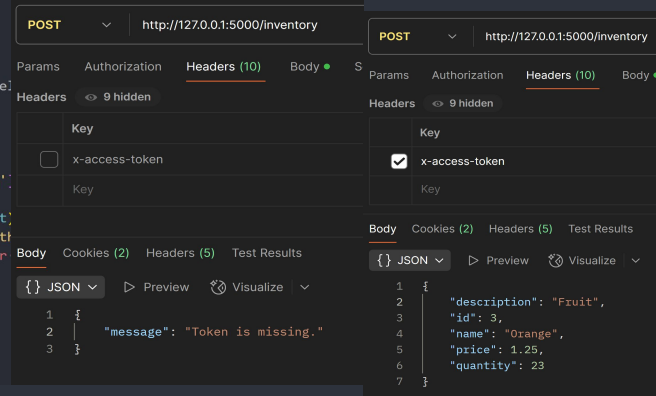 POST http://127.0.0.1:5000/inventory
Params Authorization Headers (10) Body S
Headers 9 hidden
Key
x-access-token
Key
Body Cookies (2) Headers (5) Test Results
{} JSON Preview Visualize
1 {
2 "message": "Token is missing."
3 }
POST http://127.0.0.1:5000/inventory
Params Authorization Headers (10) Body
Headers 9 hidden
Key
x-access-token
Key
Body Cookies (2) Headers (5) Test Results
{} JSON Preview Visualize
1 {
2 "description": "Fruit",
3 "id": 3,
4 "name": "Orange",
5 "price": 1.25,
6 "quantity": 23
7 }